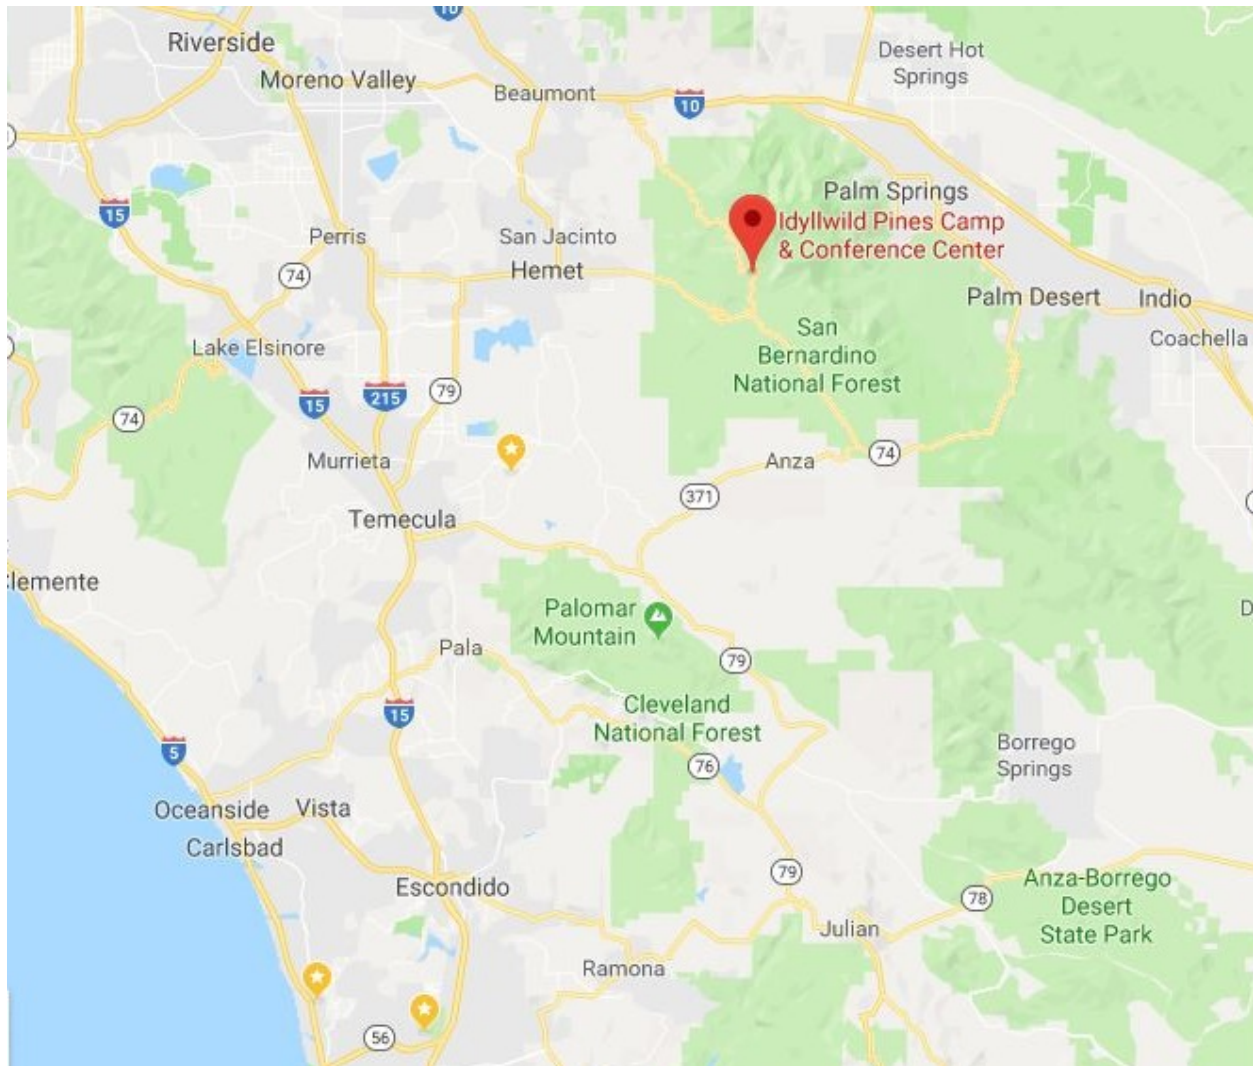 10
Riverside
Desert Hot
Springs
Moreno Valley
Beaumont
10
Palm Springs
15
Idyllwild Pines Camp
& Conference Center
Perris
San Jacinto
74
Hemet
Palm Desert
Indio
San
Bernardino
National Forest
Lake Elsinore
Coachella
79
215
15
74
Murrieta
Anza
74
371
Temecula
Clemente
Palomar
Mountain
D
Pala
79
15
Cleveland
National Forest
5
Borrego
Springs
76
Oceanside
Vista
Carlsbad
79
Escondido
Anza-Borrego
Desert
State Park
78
Julian
Ramona
56